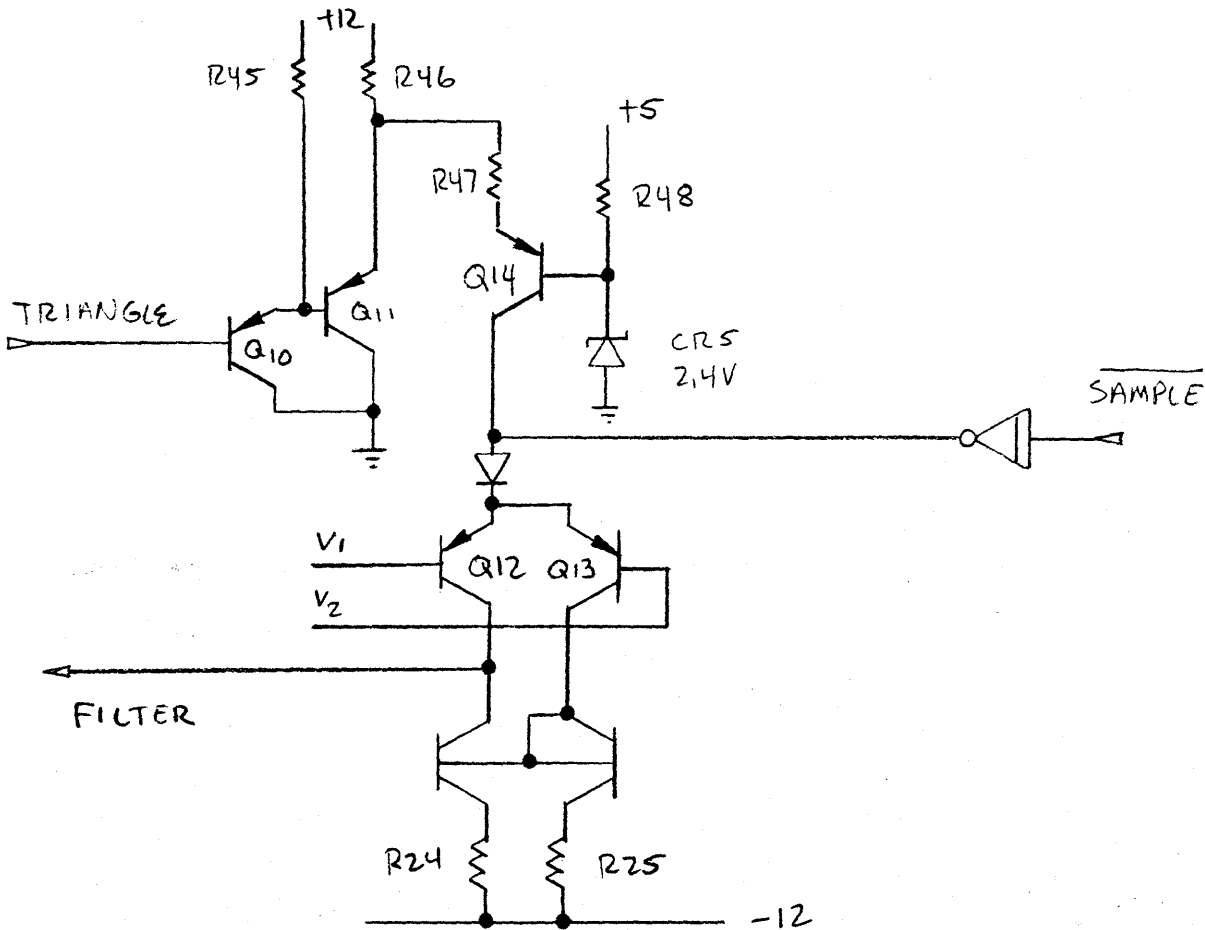 +12
R45
R46
+5
R47
R48
Q14
TRIANGLE
Q11
Q10
CR5
2,4V
SAMPLE
V1
Q12
Q13
V2
FILTER
R24
R25
-12